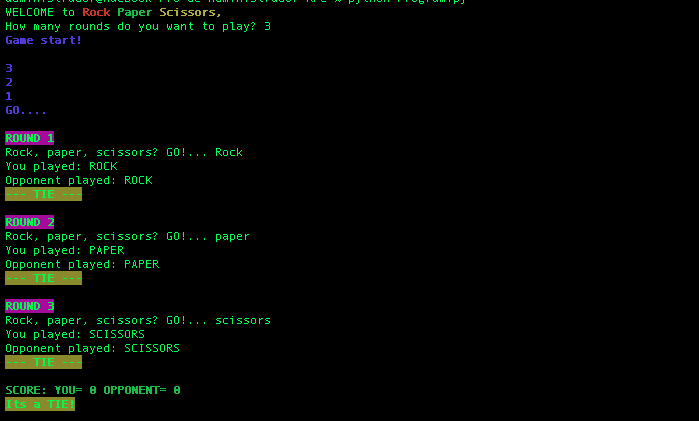 WELCOME to Rock Paper Scissors,
How many rounds do you want to play? 3
Game start!
3
2
1
GO....
ROUND 1
Rock, paper, scissors? GO!... Rock
You played: ROCK
Opponent played: ROCK
--- TIE ---
ROUND 2
Rock, paper, scissors? GO!... paper
You played: PAPER
Opponent played: PAPER
--- TIE ---
ROUND 3
Rock, paper, scissors? GO!... scissors
You played: SCISSORS
Opponent played: SCISSORS
--- TIE ---
SCORE: YOU= 0 OPPONENT= 0
Its a TIE!